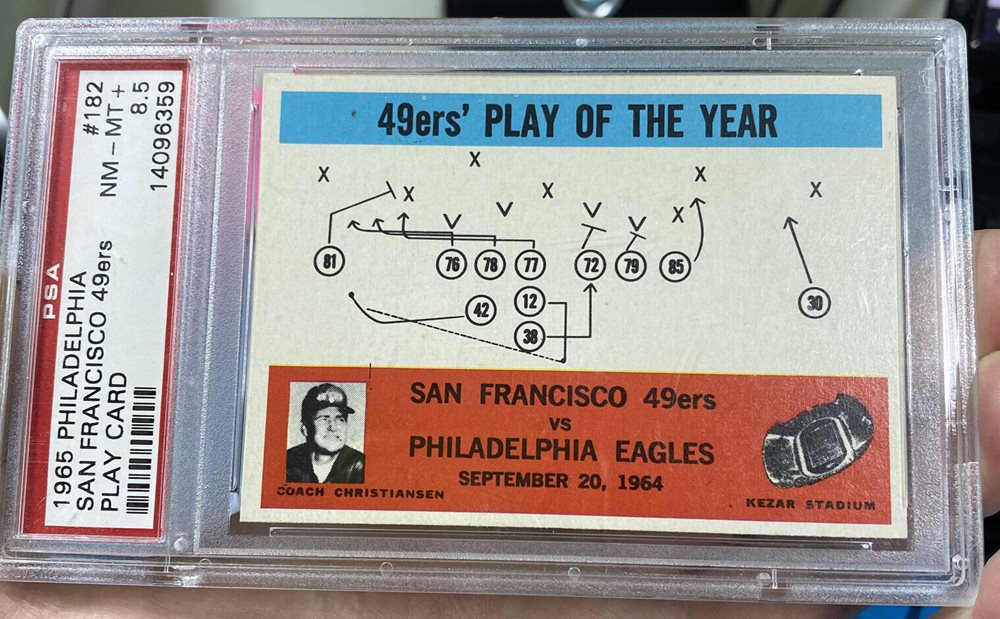 PSA
1965 PHILADELPHIA #182
SAN FRANCISCO 49ers NM-MT+
PLAY CARD 8.5
14096359
49ers' PLAY OF THE YEAR
X X X X X X X
V V V V
81 76 78 77 72 79 85
42 12 30
38
SAN FRANCISCO 49ers
VS
PHILADELPHIA EAGLES
SEPTEMBER 20, 1964
COACH CHRISTIANSEN
KEZAR STADIUM